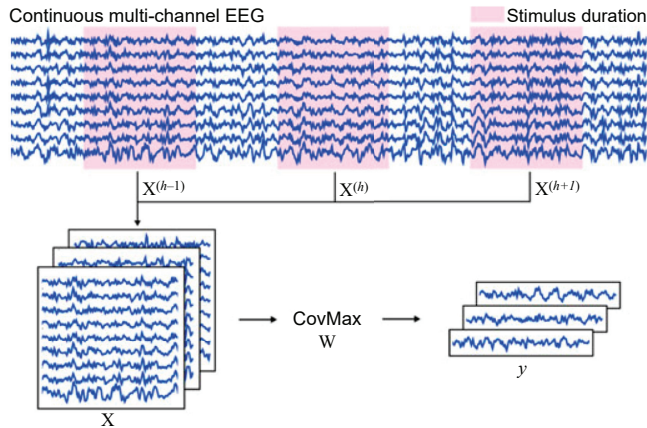 Continuous multi-channel EEG
Stimulus duration
X(h–1)
X(h)
X(h+1)
CovMax
W
X
y